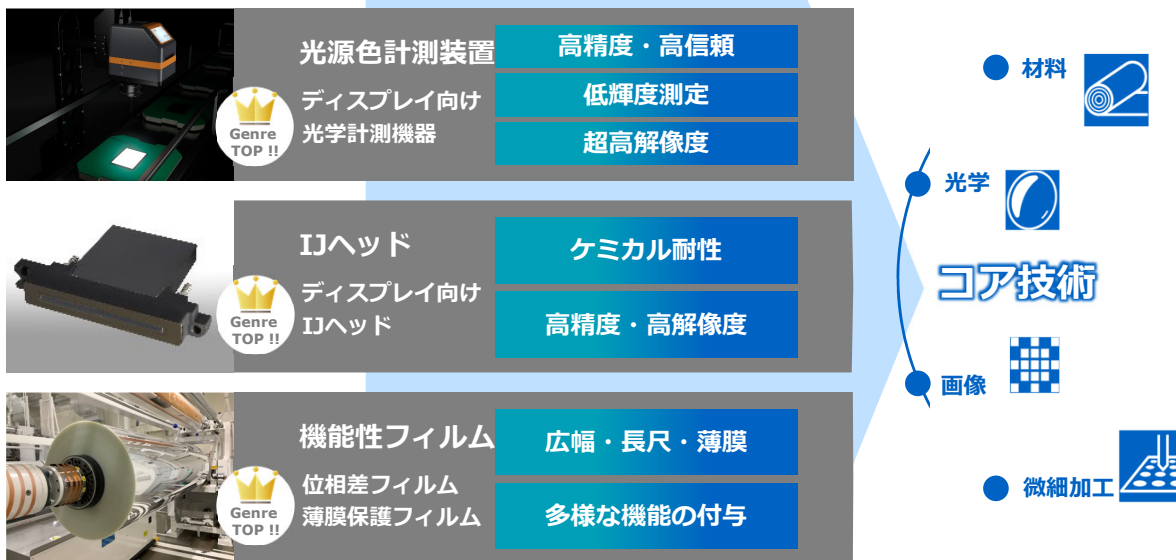 光源色計測装置
ディスプレイ向け
光学計測機器
Genre
TOP !!
高精度・高信頼
低輝度測定
超高解像度
IJヘッド
ディスプレイ向け
IJヘッド
Genre
TOP !!
ケミカル耐性
高精度・高解像度
機能性フィルム
位相差フィルム
薄膜保護フィルム
Genre
TOP !!
広幅・長尺・薄膜
多様な機能の付与
材料
光学
コア技術
画像
微細加工